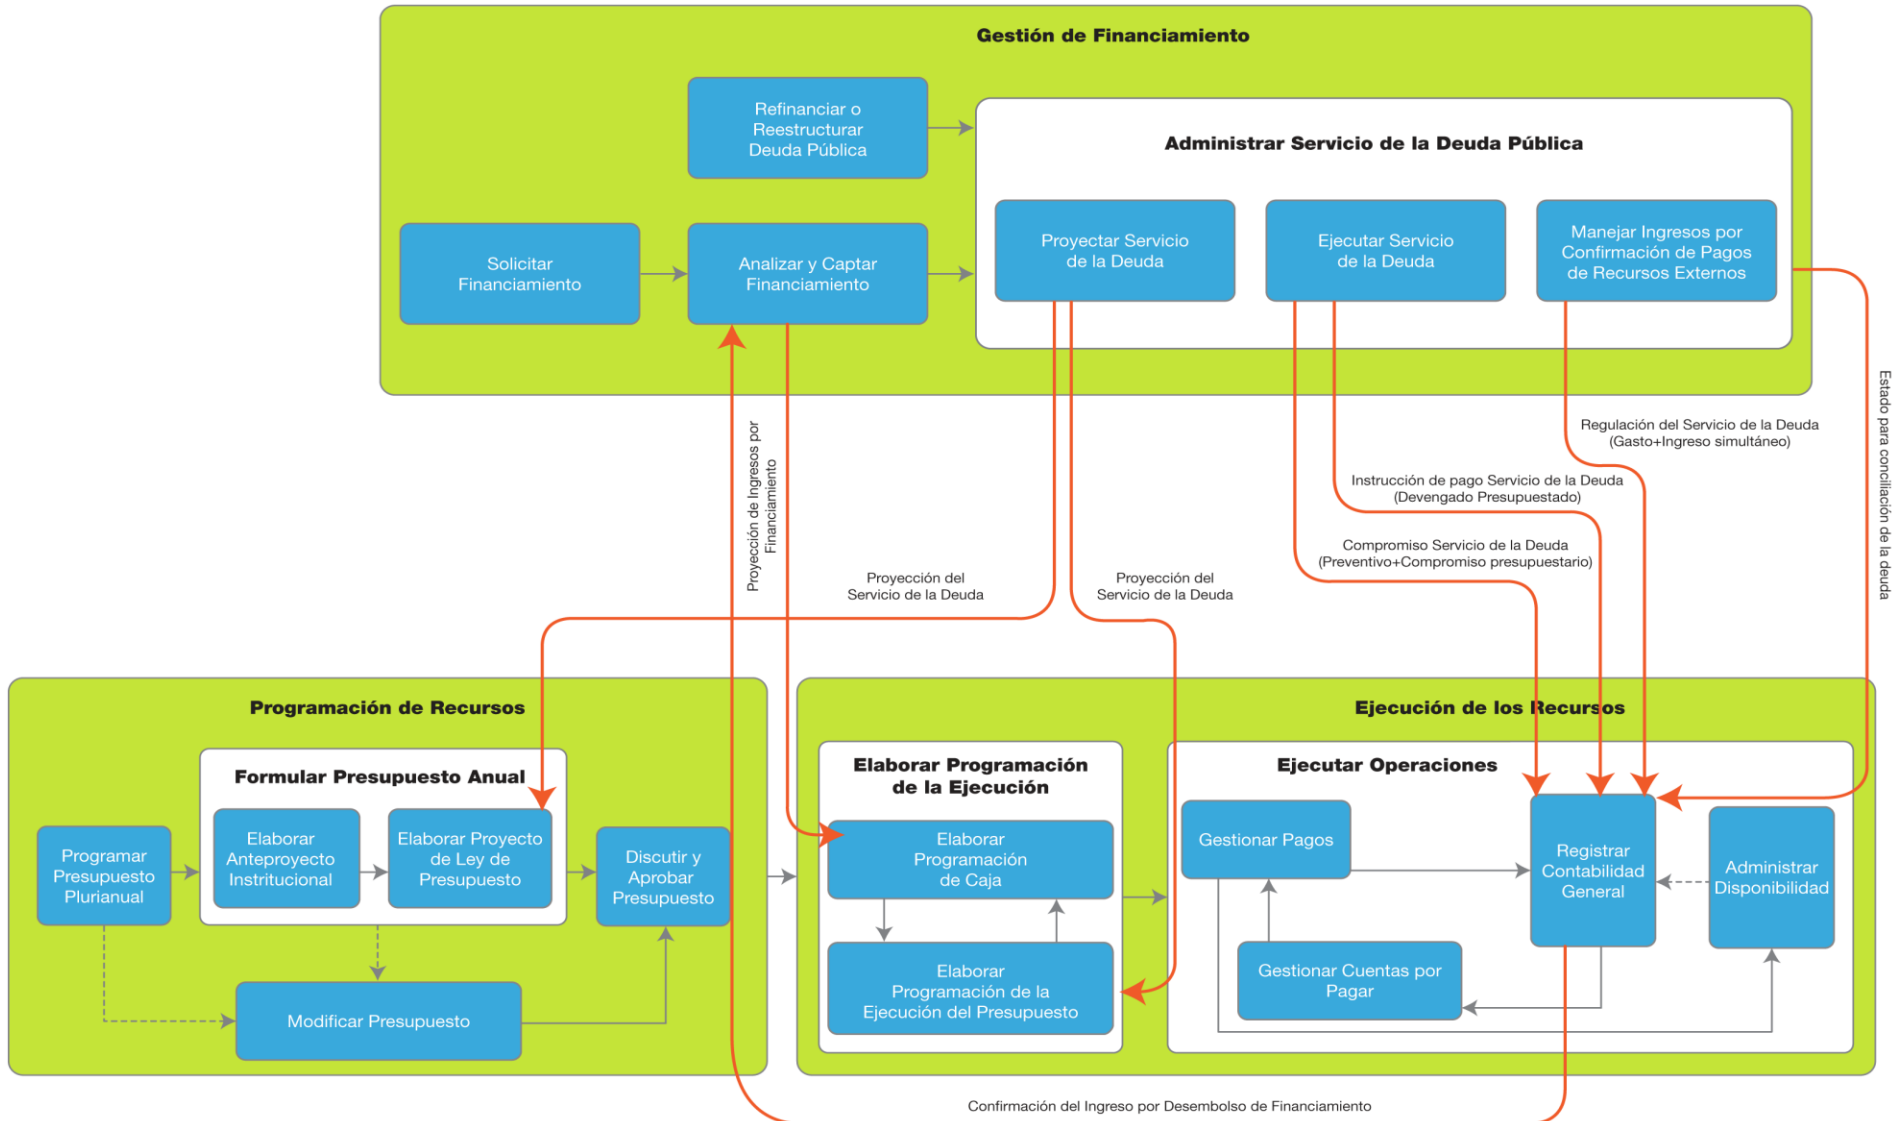 Gestión de Financiamiento
Refinanciar o
Reestructurar
Deuda Pública
Administrar Servicio de la Deuda Pública
Solicitar
Financiamiento
Analizar y Captar
Financiamiento
Proyectar Servicio
de la Deuda
Ejecutar Servicio
de la Deuda
Manejar Ingresos por
Confirmación de Pagos
de Recursos Externos
Proyección de Ingresos por
Financiamiento
Proyección del
Servicio de la Deuda
Proyección del
Servicio de la Deuda
Regulación del Servicio de la Deuda
(Gasto+Ingreso simultáneo)
Instrucción de pago Servicio de la Deuda
(Devengado Presupuestado)
Compromiso Servicio de la Deuda
(Preventivo+Compromiso presupuestario)
Estado para conciliación de la deuda
Programación de Recursos
Formular Presupuesto Anual
Programar
Presupuesto
Plurianual
Elaborar
Anteproyecto
Institrucional
Elaborar Proyecto
de Ley de
Presupuesto
Discutir y
Aprobar
Presupuesto
Modificar Presupuesto
Ejecución de los Recursos
Elaborar Programación
de la Ejecución
Elaborar
Programación
de Caja
Elaborar
Programación de la
Ejecución del Presupuesto
Ejecutar Operaciones
Gestionar Pagos
Registrar
Contabilidad
General
Administrar
Disponibilidad
Gestionar Cuentas por
Pagar
Confirmación del Ingreso por Desembolso de Financiamiento